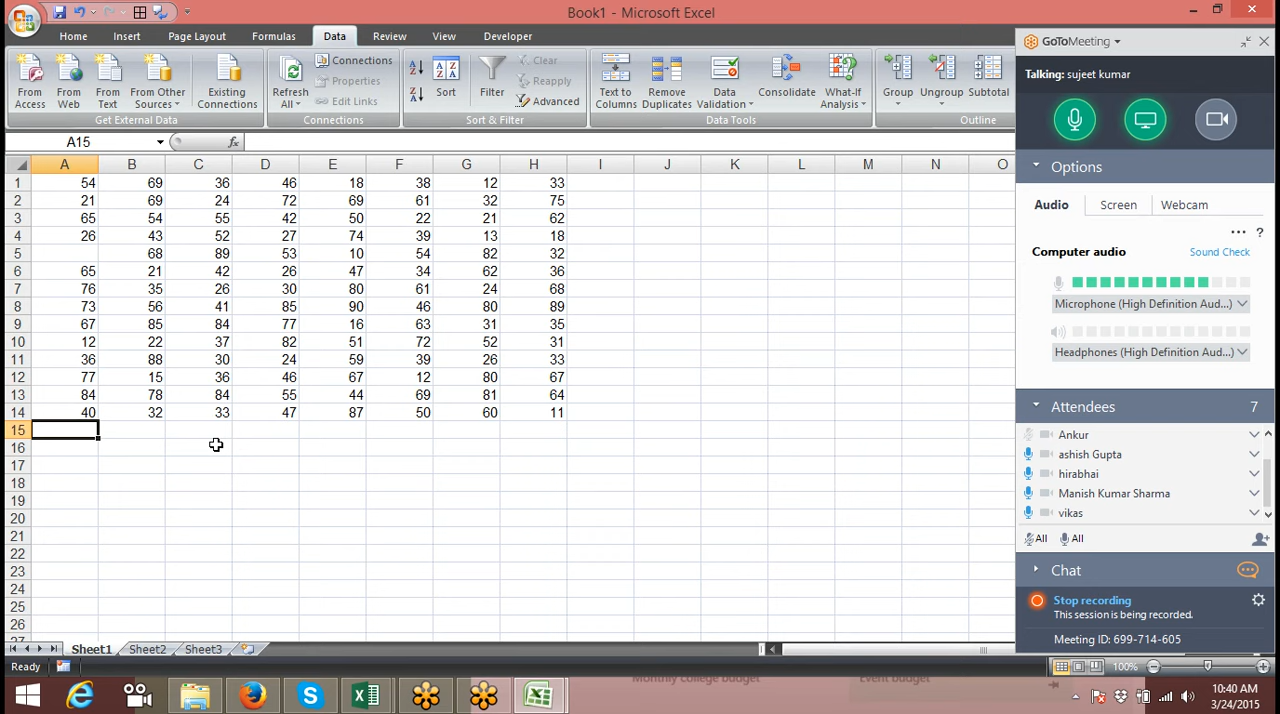 Book1 - Microsoft Excel
Home Insert Page Layout Formulas Data Review View Developer
From Access
From Web
From Text
From Other Sources
Existing Connections
Get External Data
Refresh All
Connections
Properties
Edit Links
Connections
Sort
Filter
Clear
Reapply
Advanced
Sort & Filter
Text to Columns
Remove Duplicates
Data Validation
Consolidate
What-If Analysis
Data Tools
Group
Ungroup
Subtotal
Outline
A15 fx
A B C D E F G H I J K L M N O
1 54 69 36 46 18 38 12 33
2 21 69 24 72 69 61 32 75
3 65 54 55 42 50 22 21 62
4 26 43 52 27 74 39 13 18
5 68 89 53 10 54 82 32
6 65 21 42 26 47 34 62 36
7 76 35 26 30 80 61 24 68
8 73 56 41 85 90 46 80 89
9 67 85 84 77 16 63 31 35
10 12 22 37 82 51 72 52 31
11 36 88 30 24 59 39 26 33
12 77 15 36 46 67 12 80 67
13 84 78 84 55 44 69 81 64
14 40 32 33 47 87 50 60 11
15
16
17
18
19
20
21
22
23
24
25
26
27
Sheet1 Sheet2 Sheet3
Ready 100%
GoToMeeting
Talking: sujeet kumar
Options
Audio Screen Webcam
... ?
Computer audio Sound Check
Microphone (High Definition Aud...)
Headphones (High Definition Aud...)
Attendees 7
Ankur
ashish Gupta
hirabhai
Manish Kumar Sharma
vikas
All All
Chat
Stop recording
This session is being recorded.
Meeting ID: 699-714-605
Monthly college budget Event budget
10:40 AM
3/24/2015